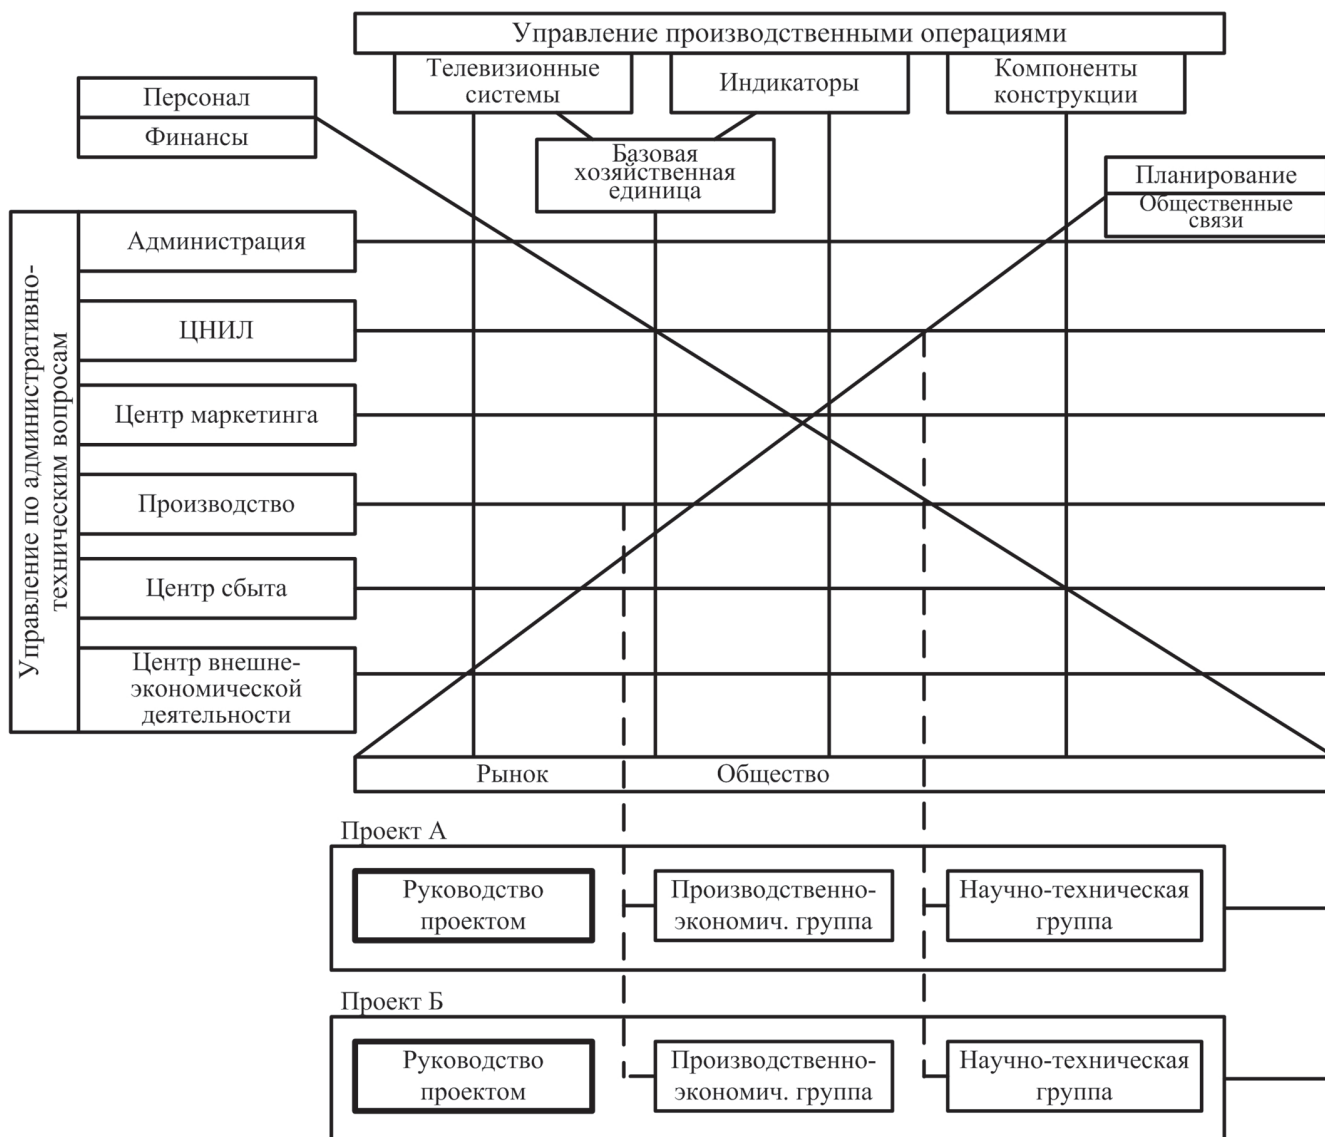 Управление производственными операциями
Телевизионные
системы
Индикаторы
Компоненты
конструкции
Персонал
Финансы
Базовая
хозяйственная
единица
Планирование
Общественные
связи
Управление по административно-
техническим вопросам
Администрация
ЦНИЛ
Центр маркетинга
Производство
Центр сбыта
Центр внешне-
экономической
деятельности
Рынок
Общество
Проект А
Руководство
проектом
Производственно-
экономич. группа
Научно-техническая
группа
Проект Б
Руководство
проектом
Производственно-
экономич. группа
Научно-техническая
группа